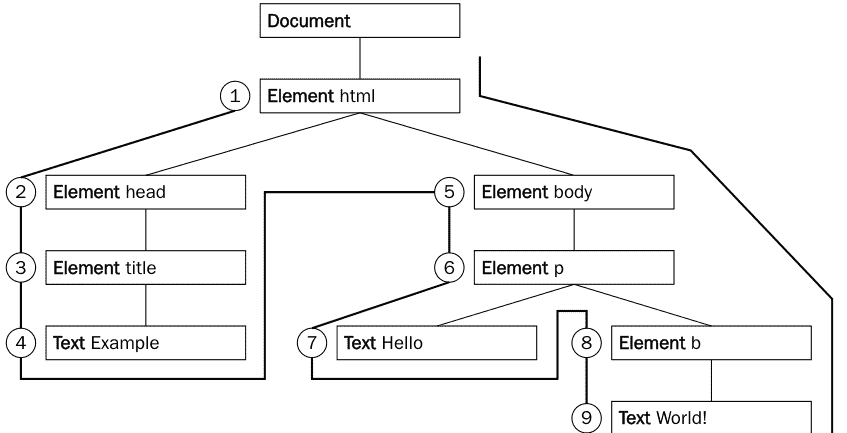 Document
1 Element html
2 Element head
5 Element body
3 Element title
6 Element p
4 Text Example
7 Text Hello
8 Element b
9 Text World!